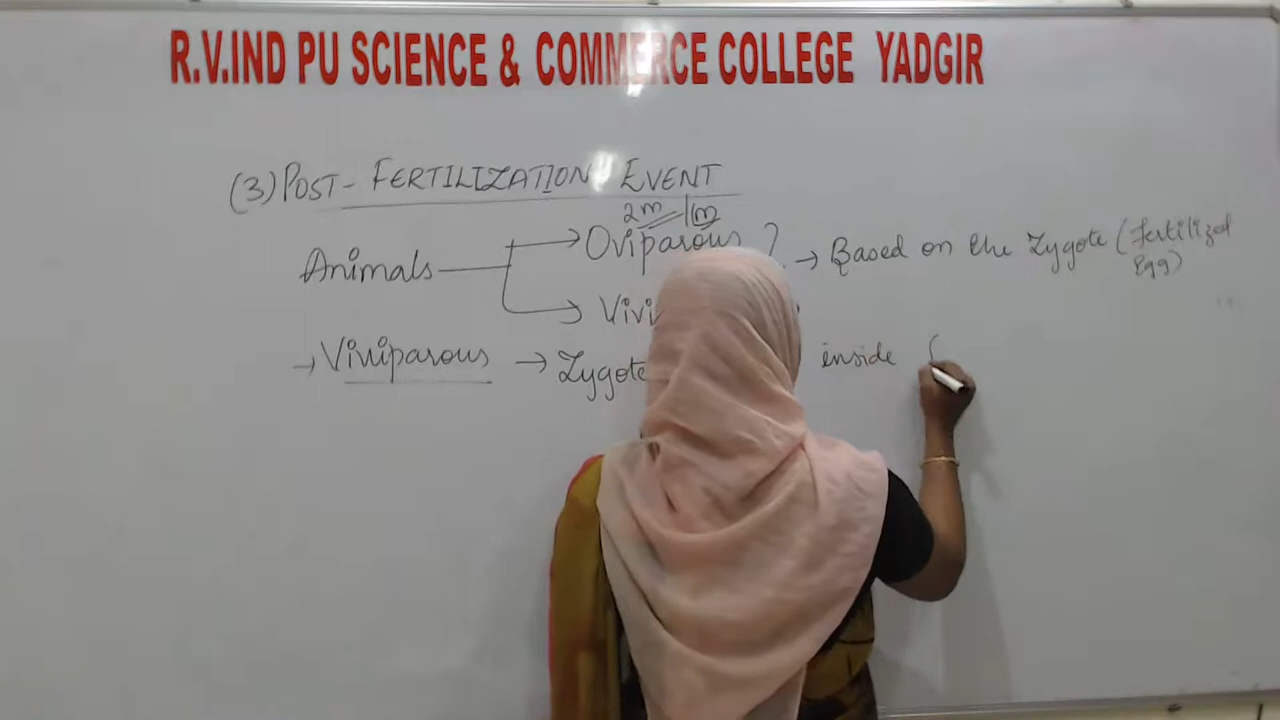 R.V.IND PU SCIENCE & COMMERCE COLLEGE YADGIR
(3) POST- FERTILIZATION EVENT
2m 1m
Animals → Oviparous → Based on the Zygote (fertilized Egg)
→ Vivi
→ Viviparous → Zygote inside (